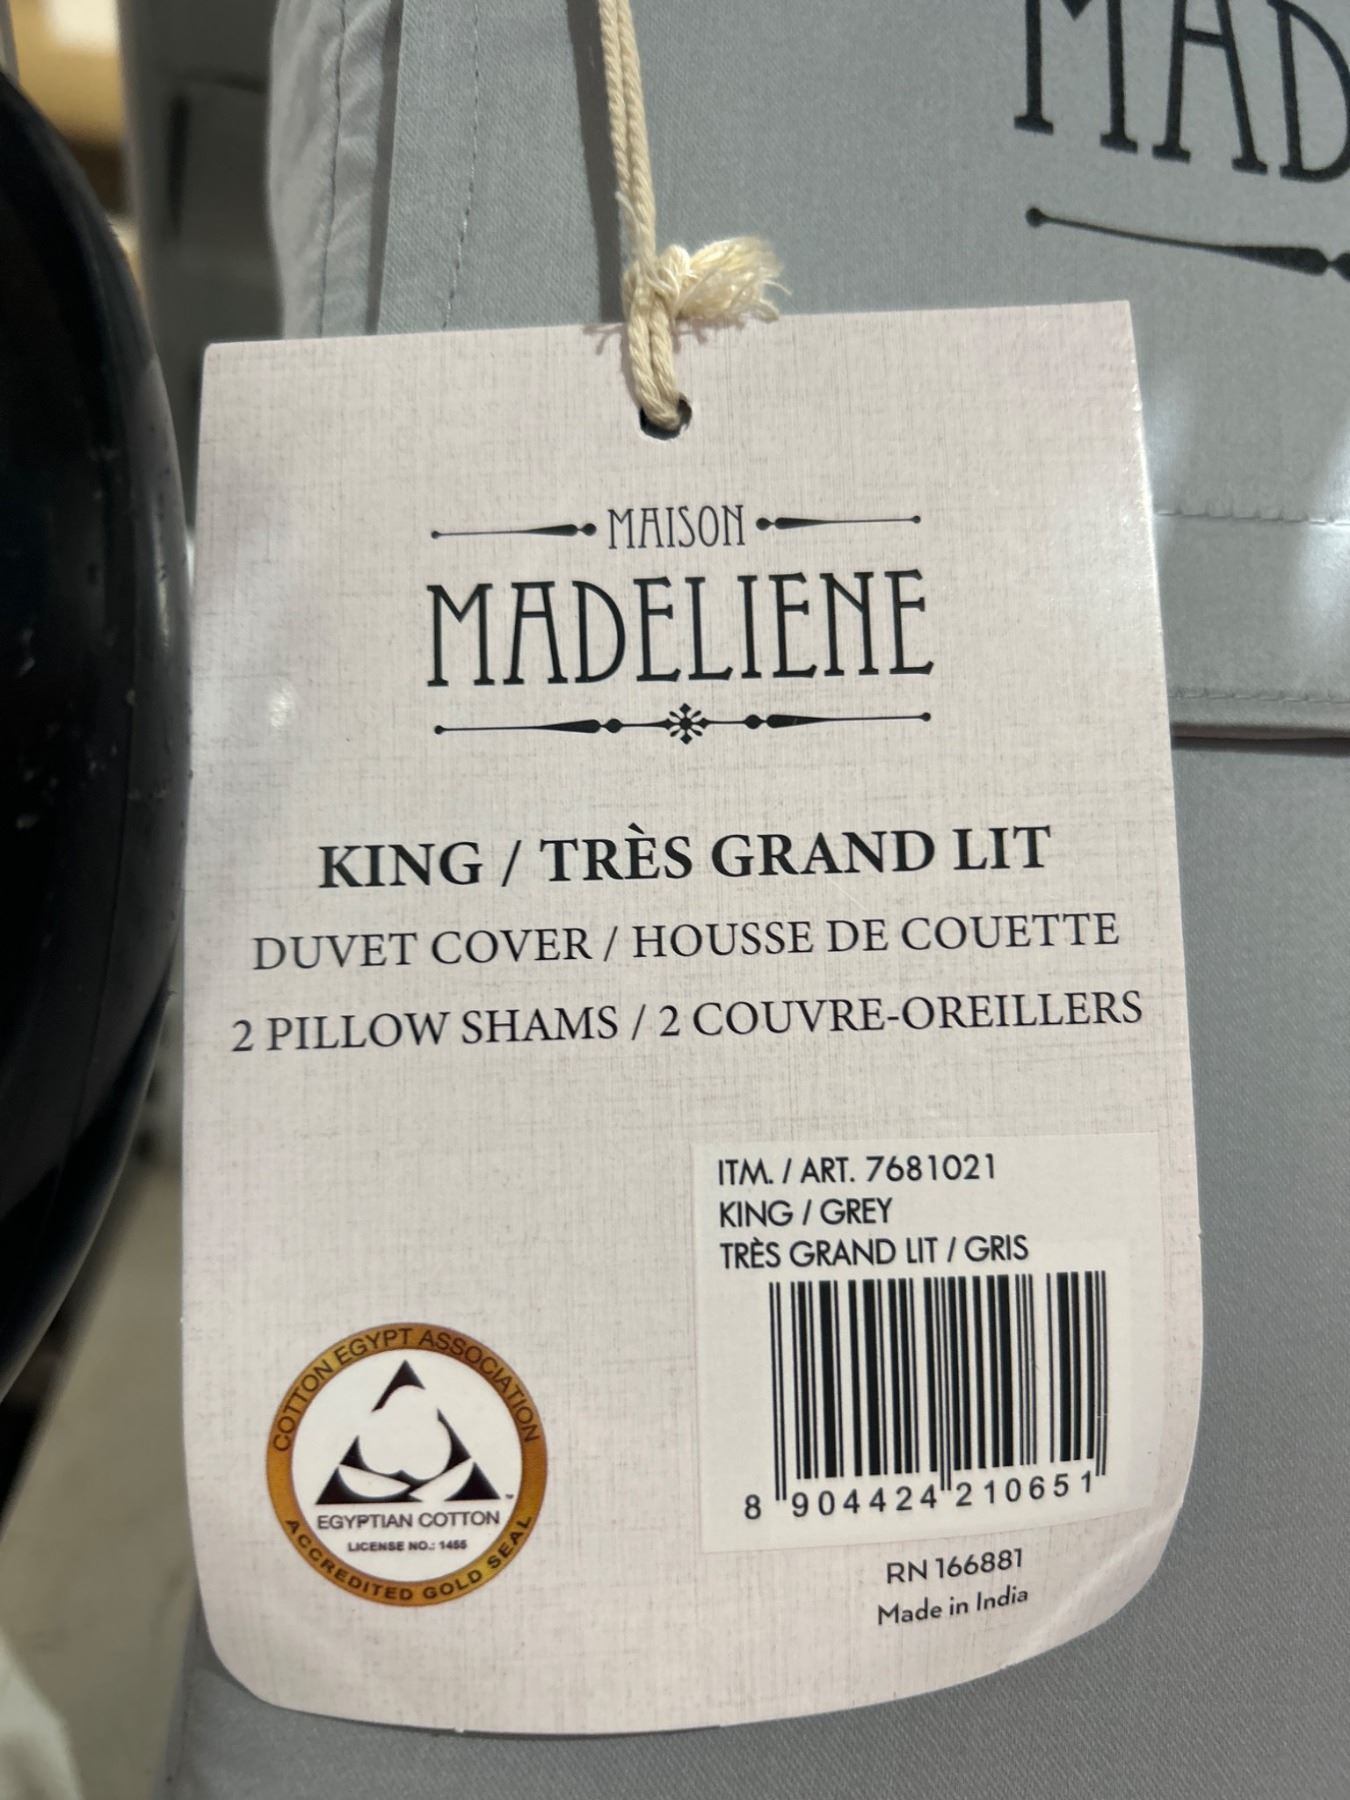 MAD
MAISON
MADELIENE
KING / TRÈS GRAND LIT
DUVET COVER / HOUSSE DE COUETTE
2 PILLOW SHAMS / 2 COUVRE-OREILLERS
ITM. / ART. 7681021
KING / GREY
TRÈS GRAND LIT / GRIS
8 904424 210651
COTTON EGYPT ASSOCIATION
EGYPTIAN COTTON ™
LICENSE NO.: 1455
ACCREDITED GOLD SEAL
RN 166881
Made in India